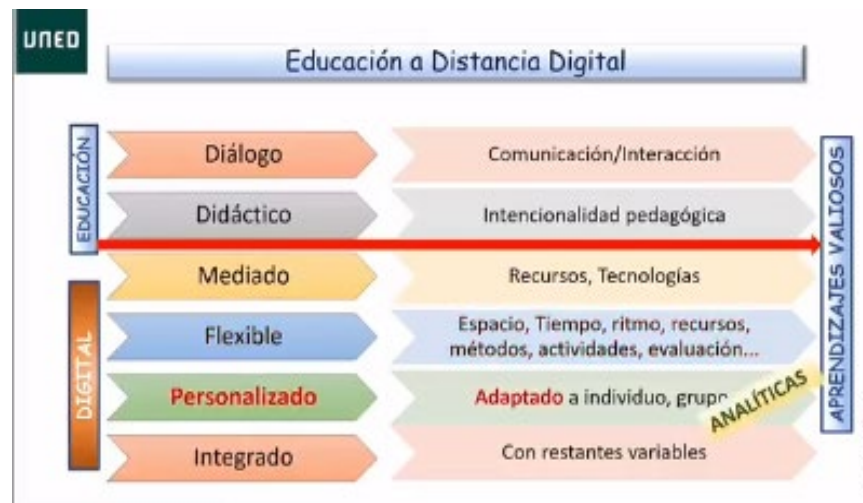 UNED
Educación a Distancia Digital
EDUCACIÓN
Diálogo
Comunicación/Interacción
Didáctico
Intencionalidad pedagógica
Mediado
Recursos, Tecnologías
DIGITAL
Flexible
Espacio, Tiempo, ritmo, recursos,
métodos, actividades, evaluación...
Personalizado
Adaptado a individuo, grupo
ANALÍTICAS
Integrado
Con restantes variables
APRENDIZAJES VALIOSOS